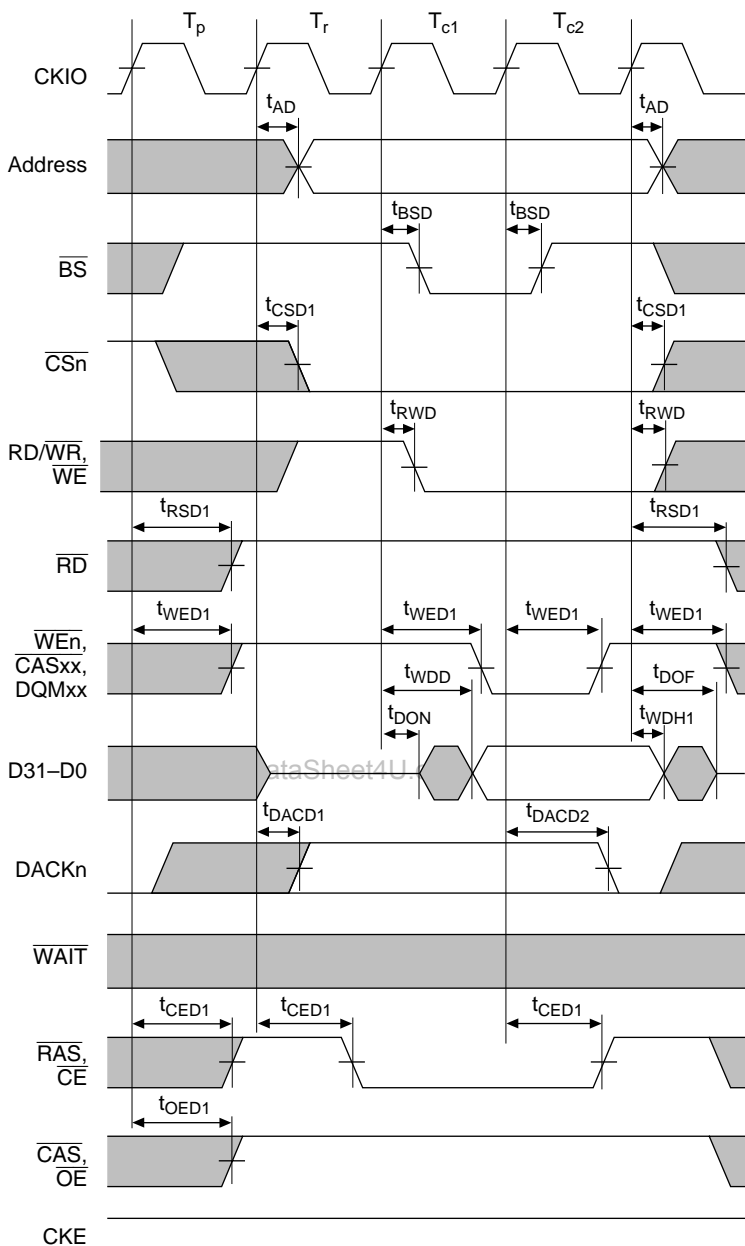 Tp Tr Tc1 Tc2
CKIO
tAD tAD
Address
tBSD tBSD
BS
tCSD1 tCSD1
CSn
tRWD tRWD
RD/WR,
WE
tRSD1 tRSD1
RD
tWED1 tWED1 tWED1 tWED1
WEn,
CASxx,
DQMxx
tWDD tDOF
tDON tWDH1
D31–D0
ataSheet4U.
tDACD1 tDACD2
DACKn
WAIT
tCED1 tCED1 tCED1
RAS,
CE
tOED1
CAS,
OE
CKE